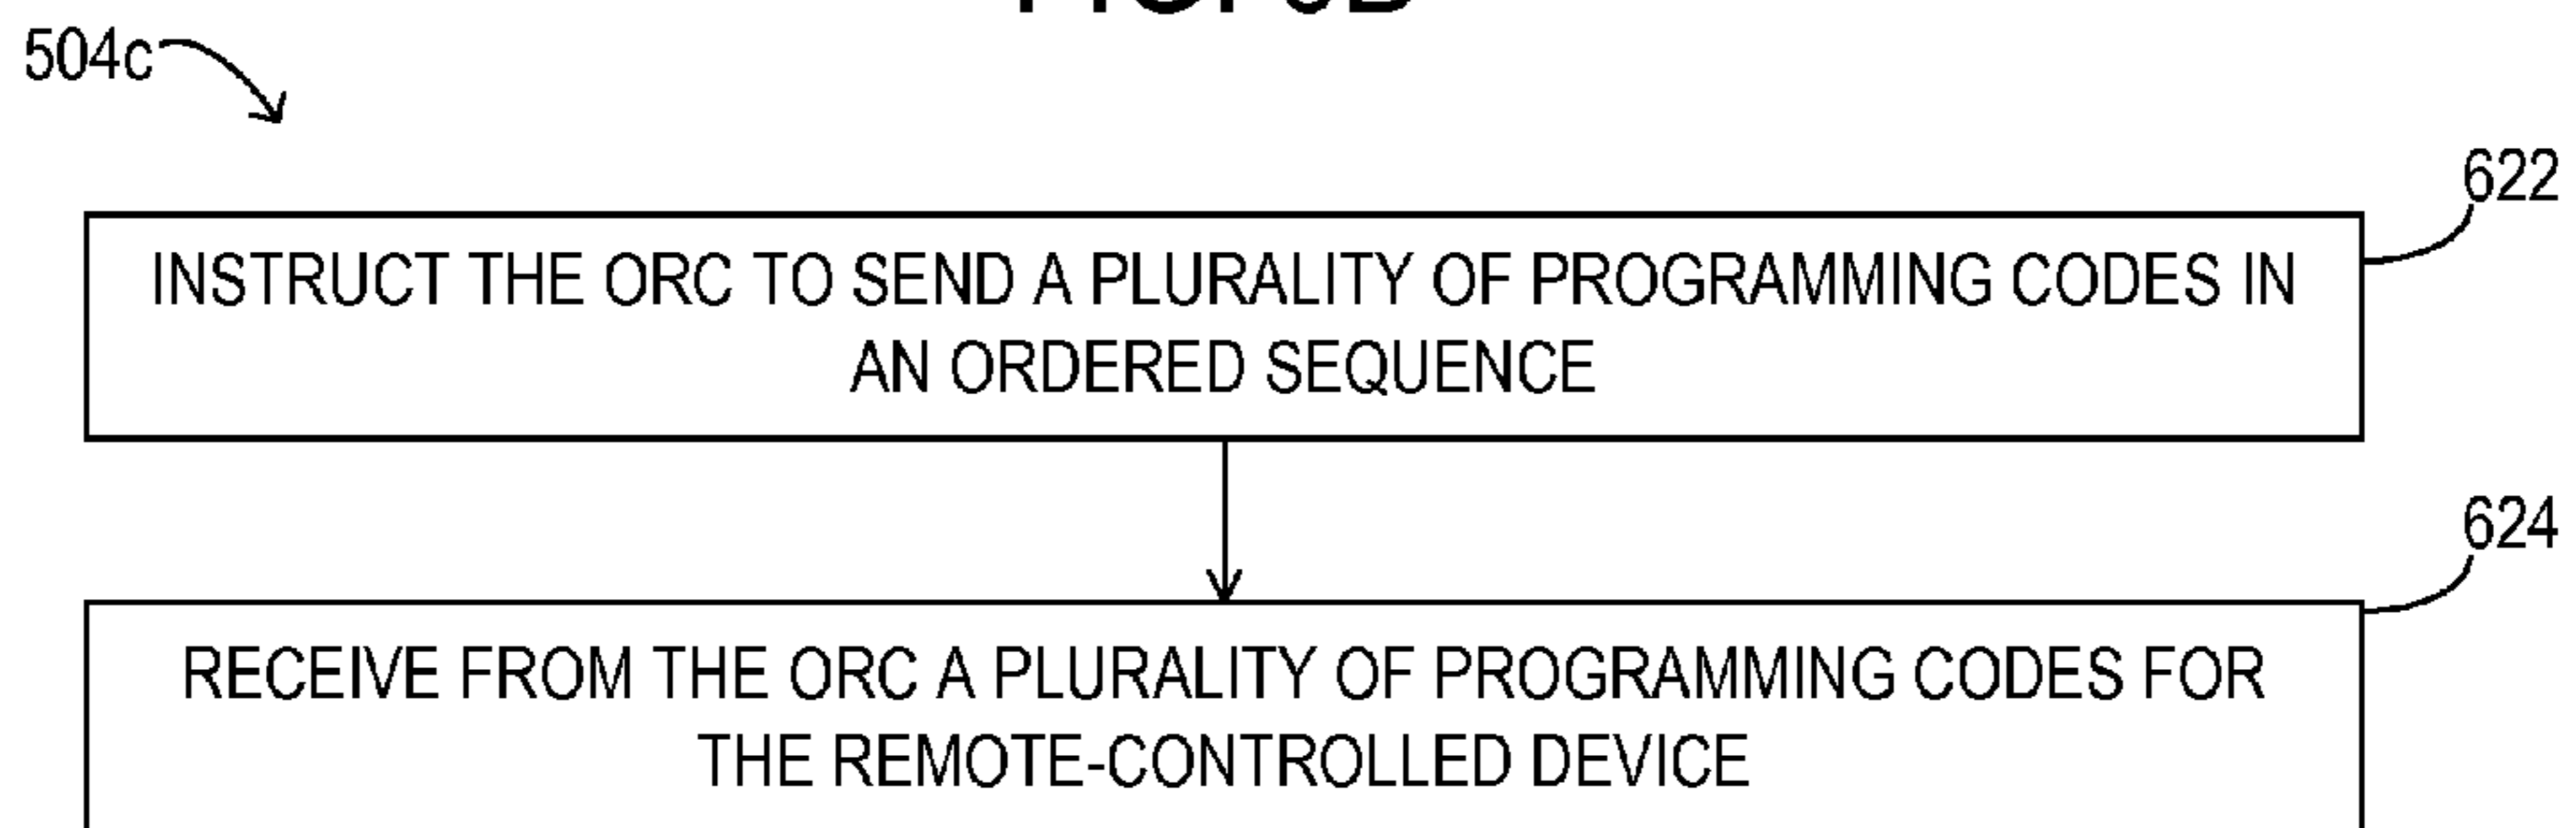 504c
622
INSTRUCT THE ORC TO SEND A PLURALITY OF PROGRAMMING CODES IN
AN ORDERED SEQUENCE
624
RECEIVE FROM THE ORC A PLURALITY OF PROGRAMMING CODES FOR
THE REMOTE-CONTROLLED DEVICE